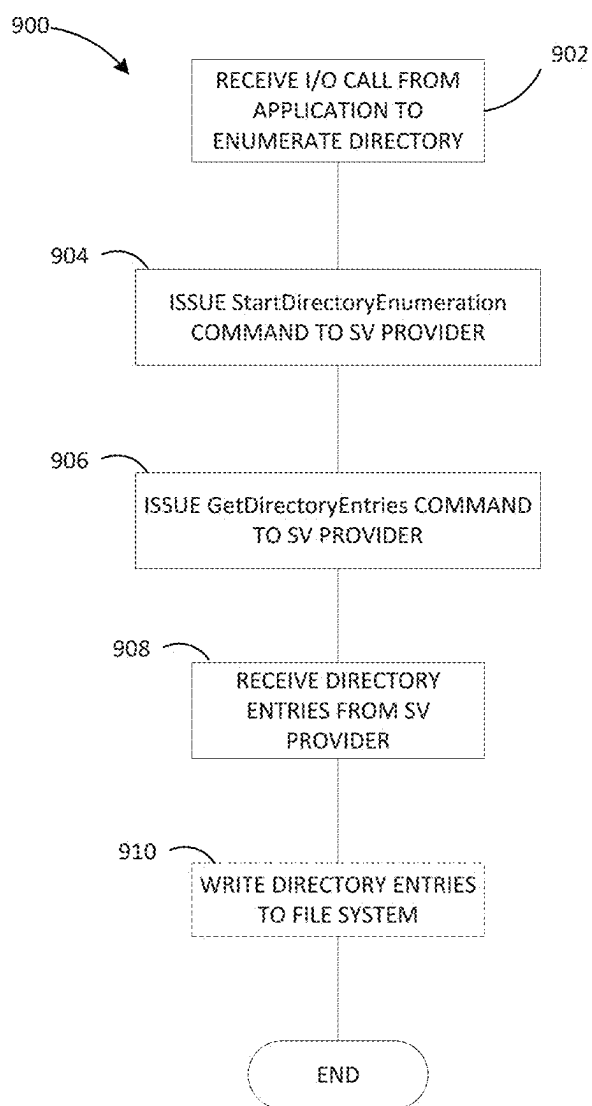 900
902
RECEIVE I/O CALL FROM
APPLICATION TO
ENUMERATE DIRECTORY
904
ISSUE StartDirectoryEnumeration
COMMAND TO SV PROVIDER
906
ISSUE GetDirectoryEntries COMMAND
TO SV PROVIDER
908
RECEIVE DIRECTORY
ENTRIES FROM SV
PROVIDER
910
WRITE DIRECTORY ENTRIES
TO FILE SYSTEM
END